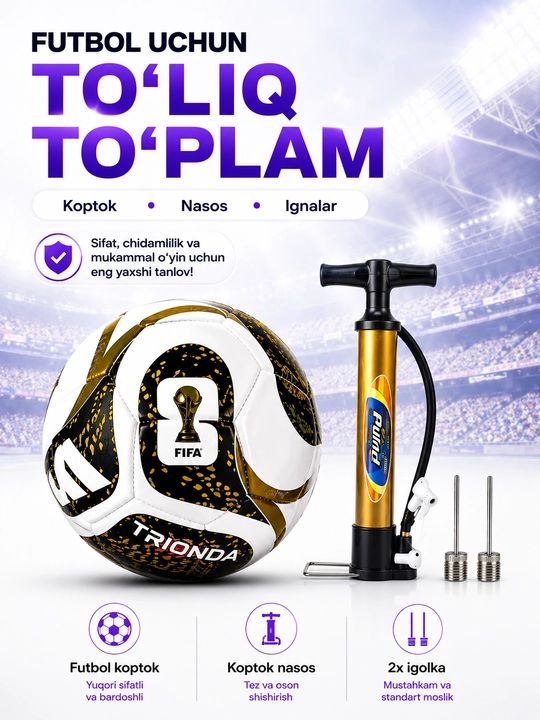 FUTBOL UCHUN
TO‘LIQ
TO‘PLAM
Koptok • Nasos • Ignalar
Sifat, chidamlilik va
mukammal o‘yin uchun
eng yaxshi tanlov!
FIFA
TRIONDA
Pump
Futbol koptok
Yuqori sifatli
va bardoshli
Koptok nasos
Tez va oson
shishirish
2x igolka
Mustahkam va
standart moslik